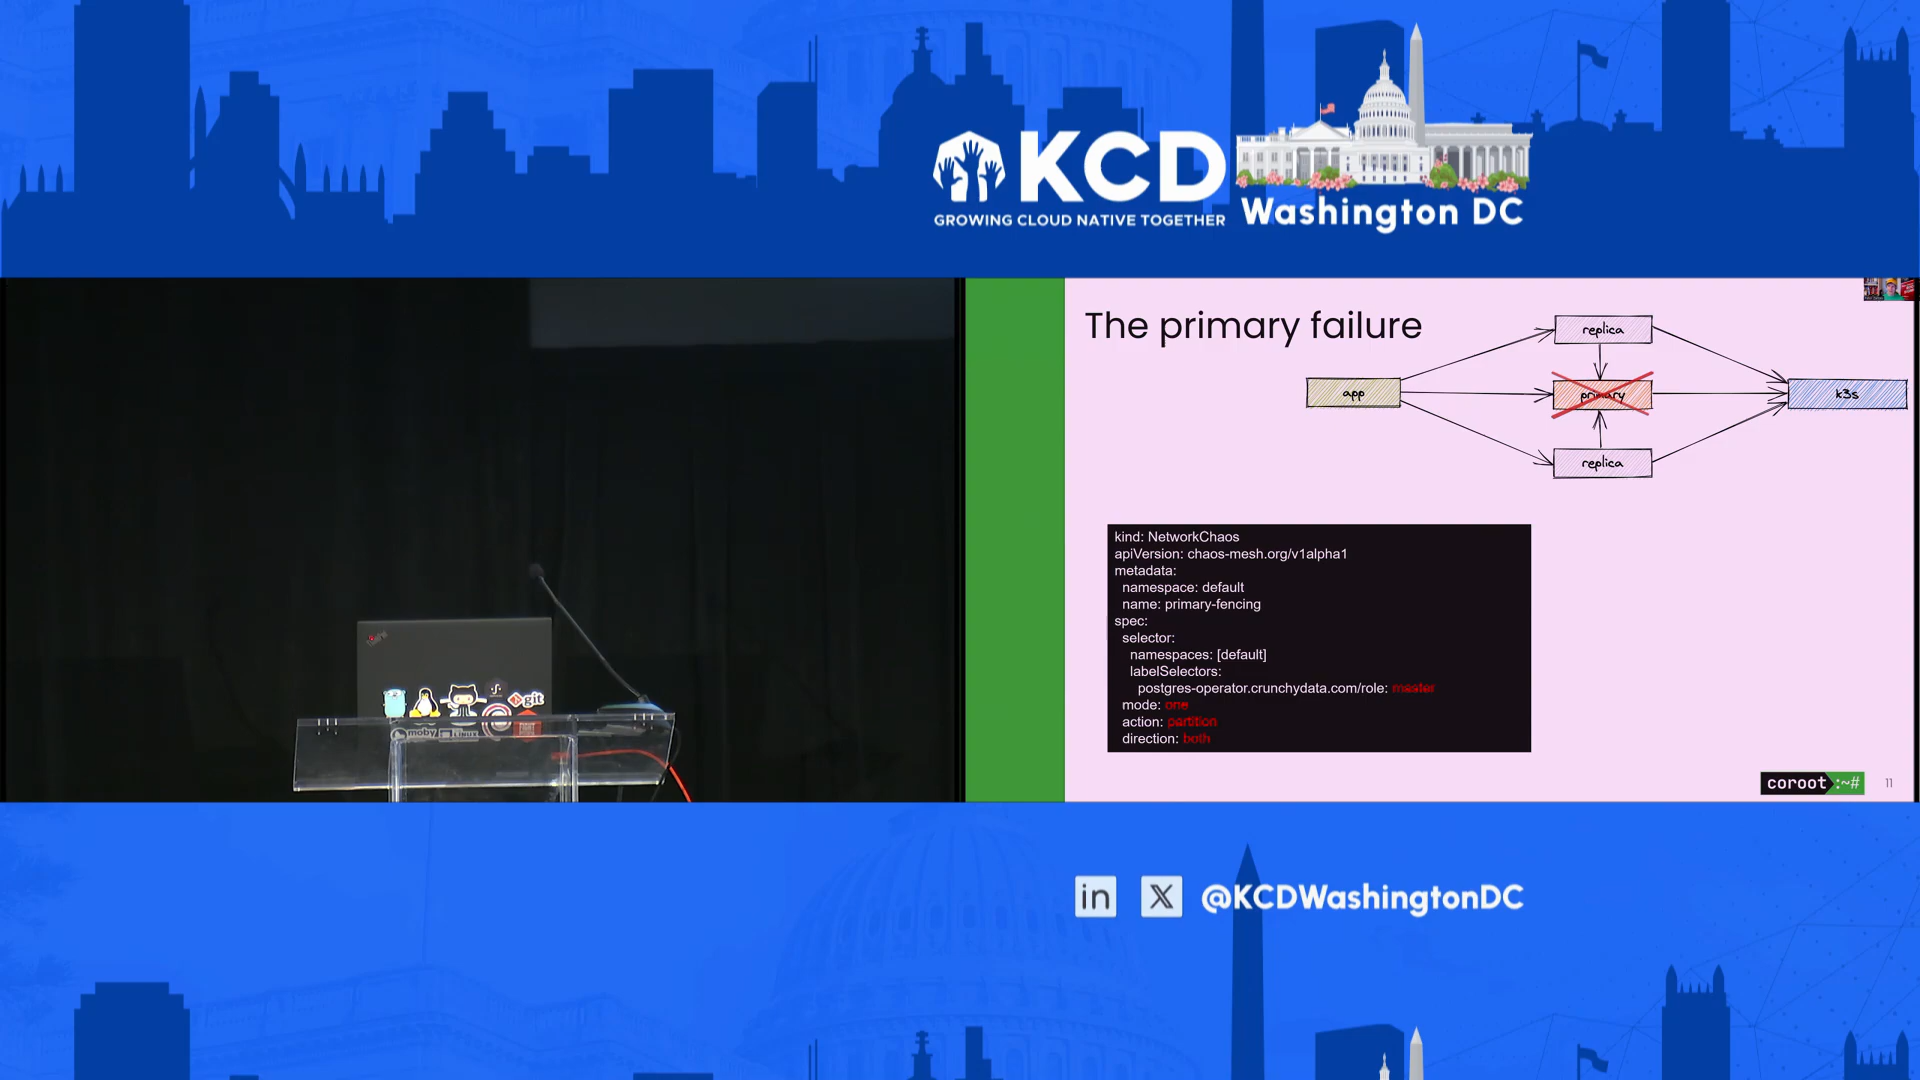 KCD
GROWING CLOUD NATIVE TOGETHER
Washington DC
The primary failure
replica
app
primary
k3s
replica
kind: NetworkChaos
apiVersion: chaos-mesh.org/v1alpha1
metadata:
namespace: default
name: primary-fencing
spec:
selector:
namespaces: [default]
labelSelectors:
postgres-operator.crunchydata.com/role: master
mode: one
action: partition
direction: both
coroot :~#
11
git
moby
in X @KCDWashingtonDC